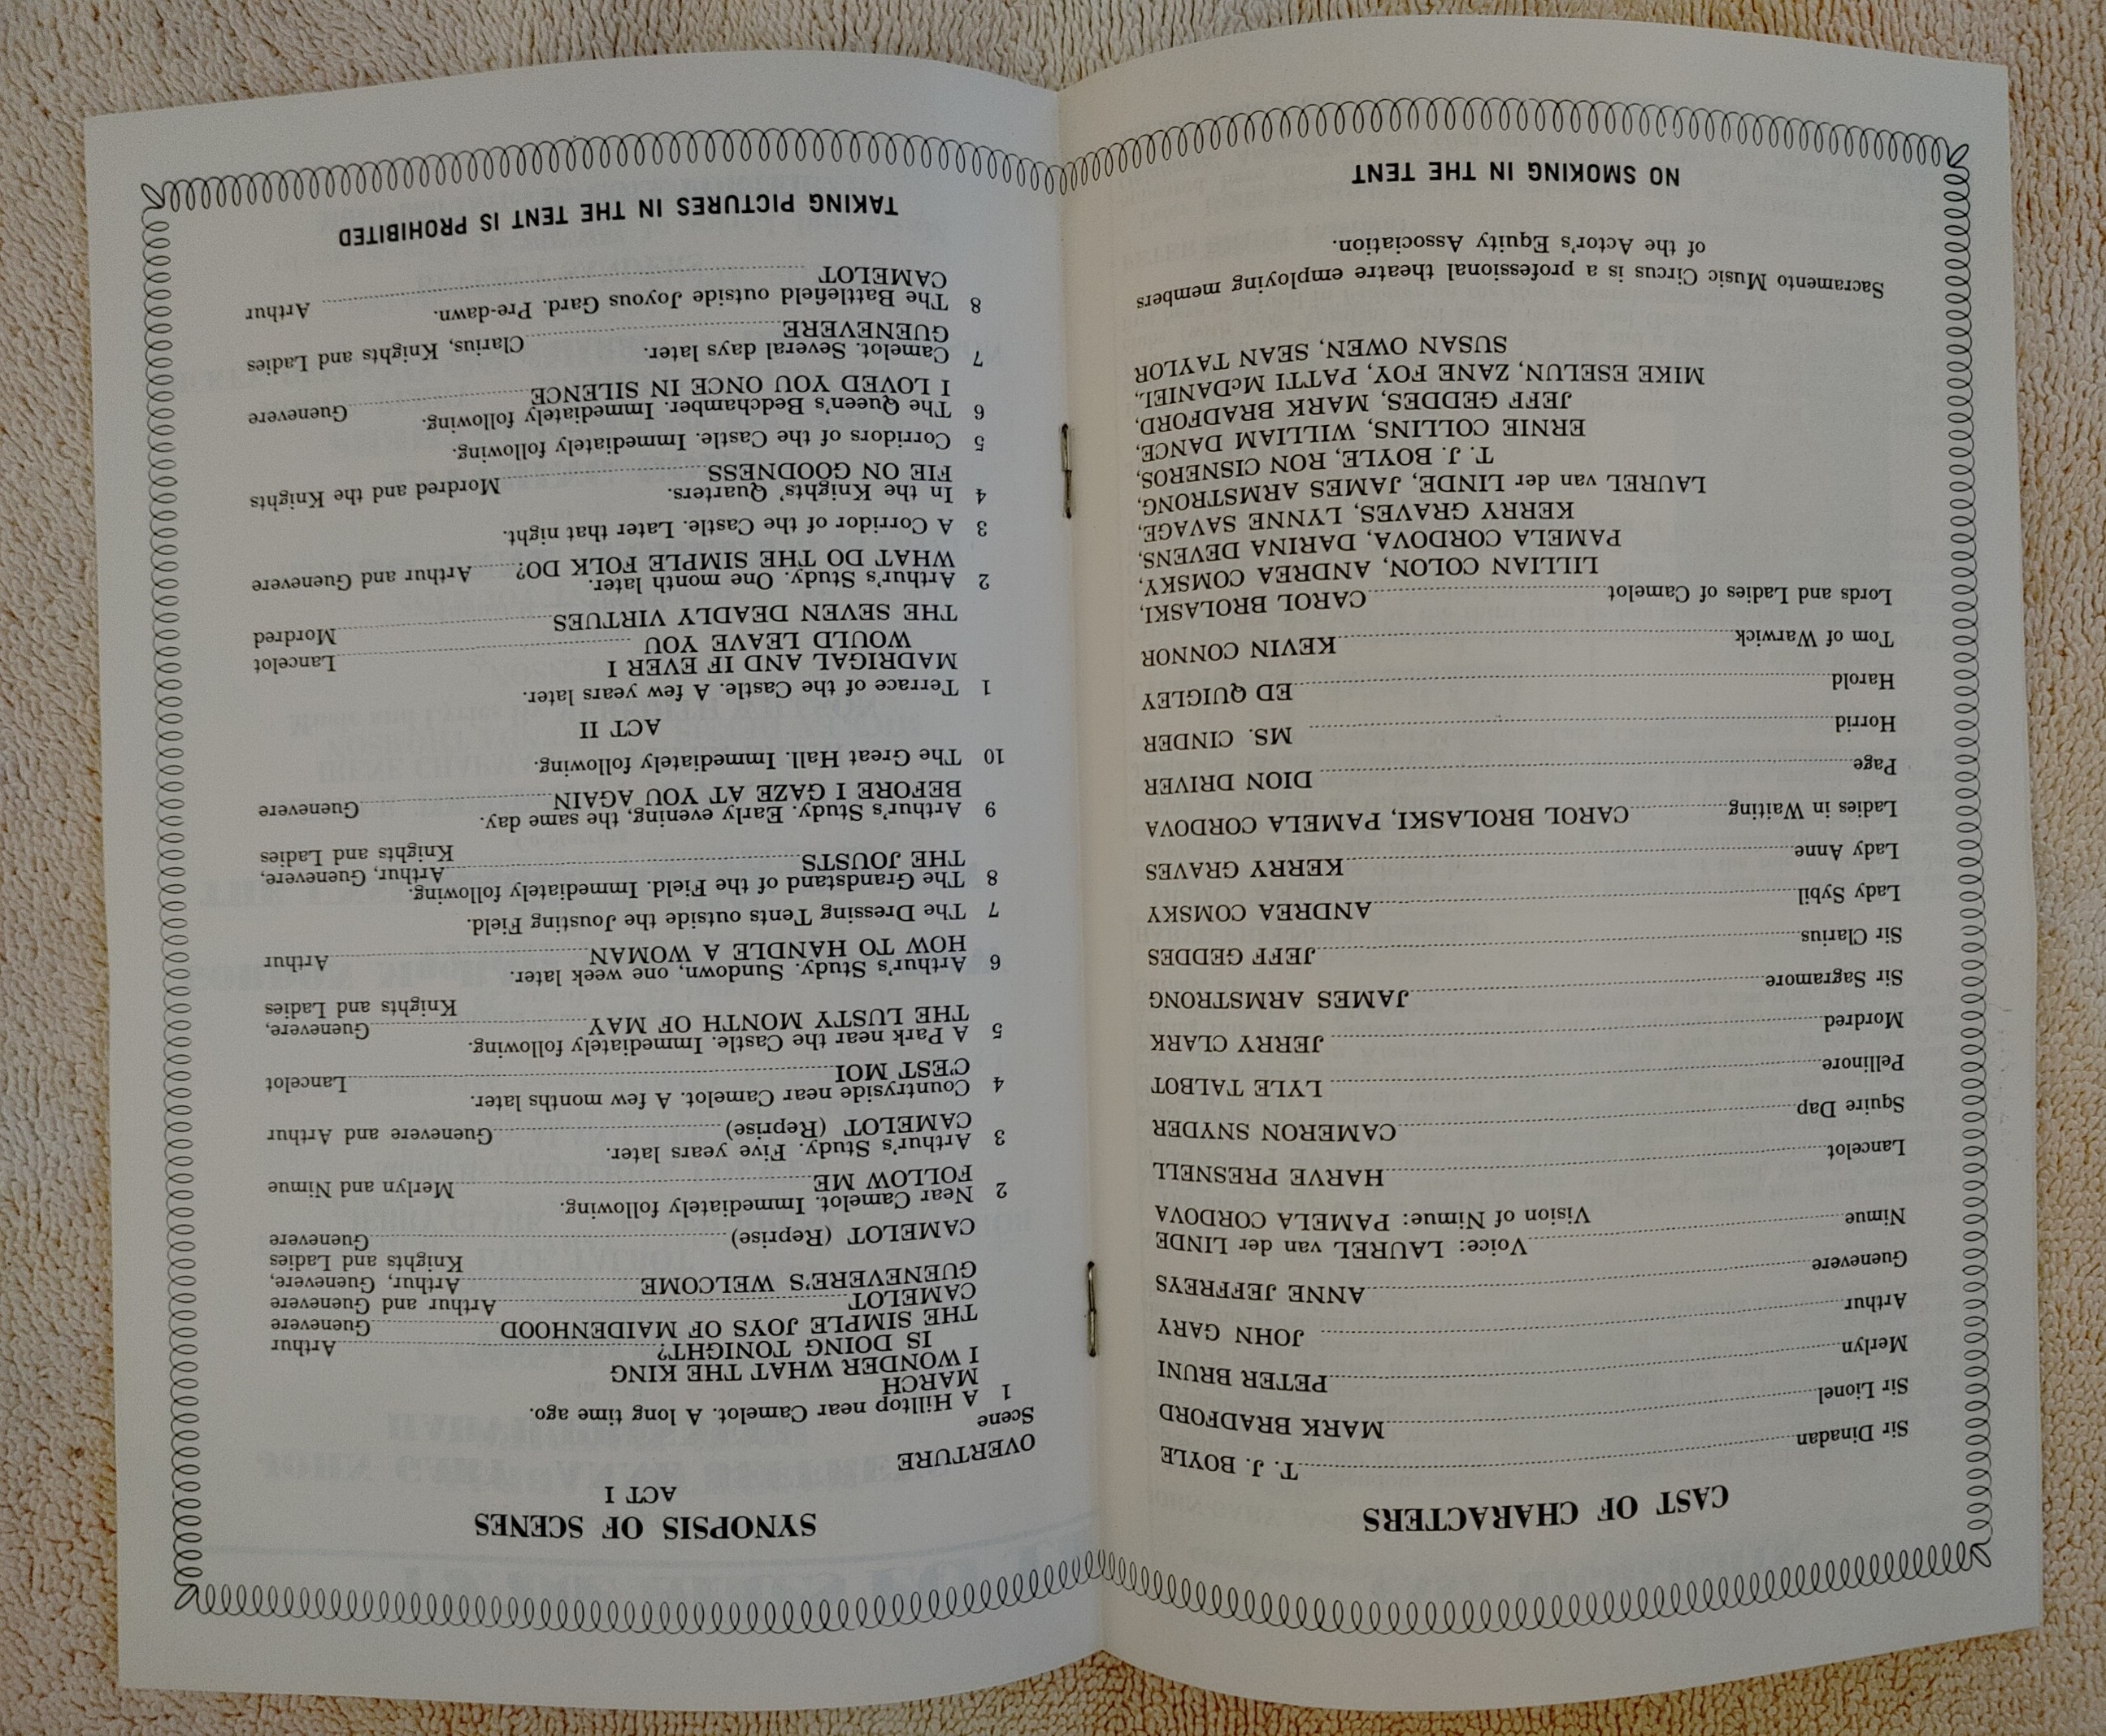 CAST OF CHARACTERS
Sir Dinadan........T. J. BOYLE
Sir Lionel........MARK BRADFORD
Merlyn........PETER BRUNI
Arthur........JOHN GARY
Guenevere........ANNE JEFFREYS
Nimue........Voice: LAUREL van der LINDE
Vision of Nimue: PAMELA CORDOVA
Lancelot........HARVE PRESNELL
Squire Dap........CAMERON SNYDER
Pellinore........LYLE TALBOT
Mordred........JERRY CLARK
Sir Sagramore........JAMES ARMSTRONG
Sir Clarius........JEFF GEDDES
Lady Sybil........ANDREA COMSKY
Lady Anne........KERRY GRAVES
Ladies in Waiting........CAROL BROLASKI, PAMELA CORDOVA
Page........DION DRIVER
Horrid........MS. CINDER
Harold........ED QUIGLEY
Tom of Warwick........KEVIN CONNOR
Lords and Ladies of Camelot........CAROL BROLASKI,
LILLIAN COLON, ANDREA COMSKY,
PAMELA CORDOVA, DARINA DEVENS,
KERRY GRAVES, LYNNE SAVAGE,
LAUREL van der LINDE, JAMES ARMSTRONG,
T. J. BOYLE, RON CISNEROS,
ERNIE COLLINS, WILLIAM DANCE,
JEFF GEDDES, MARK BRADFORD,
MIKE ESELUN, ZANE FOY, PATTI McDANIEL,
SUSAN OWEN, SEAN TAYLOR
Sacramento Music Circus is a professional theatre employing members
of the Actor's Equity Association.
NO SMOKING IN THE TENT
SYNOPSIS OF SCENES
ACT I
OVERTURE
Scene
1 A Hilltop near Camelot. A long time ago.
MARCH
I WONDER WHAT THE KING
IS DOING TONIGHT?........Arthur
THE SIMPLE JOYS OF MAIDENHOOD........Guenevere
CAMELOT........Arthur and Guenevere
GUENEVERE'S WELCOME........Arthur, Guenevere,
Knights and Ladies
CAMELOT (Reprise)........Guenevere
2 Near Camelot. Immediately following.
FOLLOW ME........Merlyn and Nimue
3 Arthur's Study. Five years later.
CAMELOT (Reprise)........Guenevere and Arthur
4 Countryside near Camelot. A few months later.
C'EST MOI........Lancelot
5 A Park near the Castle. Immediately following.
THE LUSTY MONTH OF MAY........Guenevere,
Knights and Ladies
6 Arthur's Study. Sundown, one week later.
HOW TO HANDLE A WOMAN........Arthur
7 The Dressing Tents outside the Jousting Field.
8 The Grandstand of the Field. Immediately following.
THE JOUSTS........Arthur, Guenevere,
Knights and Ladies
9 Arthur's Study. Early evening, the same day.
BEFORE I GAZE AT YOU AGAIN........Guenevere
10 The Great Hall. Immediately following.
ACT II
1 Terrace of the Castle. A few years later.
MADRIGAL AND IF EVER I
WOULD LEAVE YOU........Lancelot
THE SEVEN DEADLY VIRTUES........Mordred
2 Arthur's Study. One month later.
WHAT DO THE SIMPLE FOLK DO?........Arthur and Guenevere
3 A Corridor of the Castle. Later that night.
4 In the Knights' Quarters.
FIE ON GOODNESS........Mordred and the Knights
5 Corridors of the Castle. Immediately following.
6 The Queen's Bedchamber. Immediately following.
I LOVED YOU ONCE IN SILENCE........Guenevere
7 Camelot. Several days later.
GUENEVERE........Clarius, Knights and Ladies
8 The Battlefield outside Joyous Gard. Pre-dawn.
CAMELOT........Arthur
TAKING PICTURES IN THE TENT IS PROHIBITED